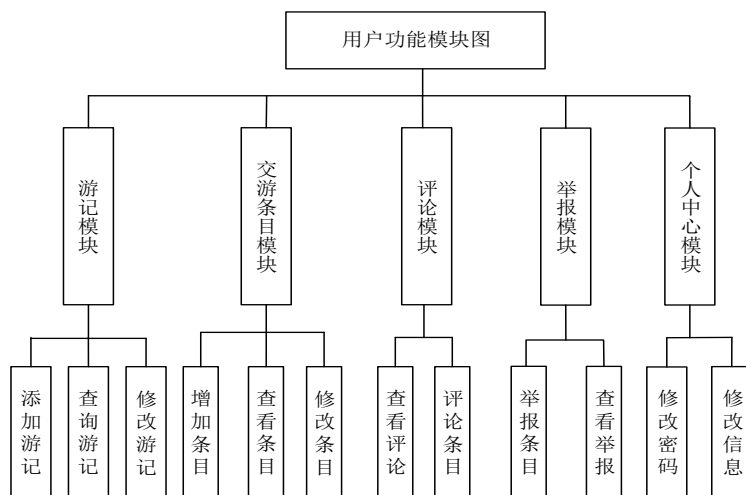 用户功能模块图
游记模块
交游条目模块
评论模块
举报模块
个人中心模块
添加游记
查询游记
修改游记
增加条目
查看条目
修改条目
查看评论
评论条目
举报条目
查看举报
修改密码
修改信息